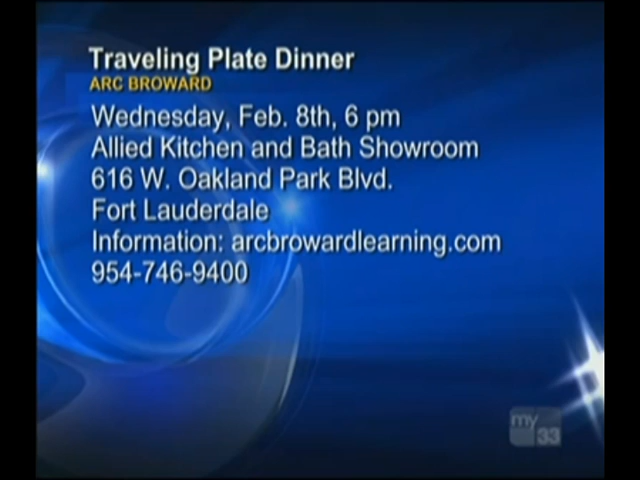 Traveling Plate Dinner
ARC BROWARD
Wednesday, Feb. 8th, 6 pm
Allied Kitchen and Bath Showroom
616 W. Oakland Park Blvd.
Fort Lauderdale
Information: arcbrowardlearning.com
954-746-9400
my
33